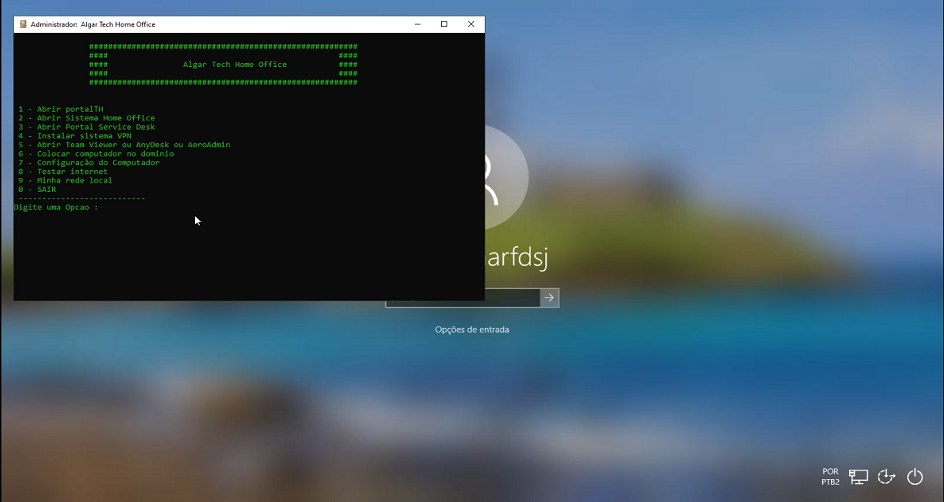 Administrador: Algar Tech Home Office
#########################################################
#### ####
#### Algar Tech Home Office ####
#### ####
#########################################################
1 - Abrir portalTH
2 - Abrir Sistema Home Office
3 - Abrir Portal Service Desk
4 - Instalar sistema VPN
5 - Abrir Team Viewer ou AnyDesk ou AeroAdmin
6 - Colocar computador no domínio
7 - Configuração do Computador
8 - Testar internet
9 - Minha rede local
0 - SAIR
---------------------------
Digite uma Opcao :
arfdsj
Opções de entrada
POR
PTB2